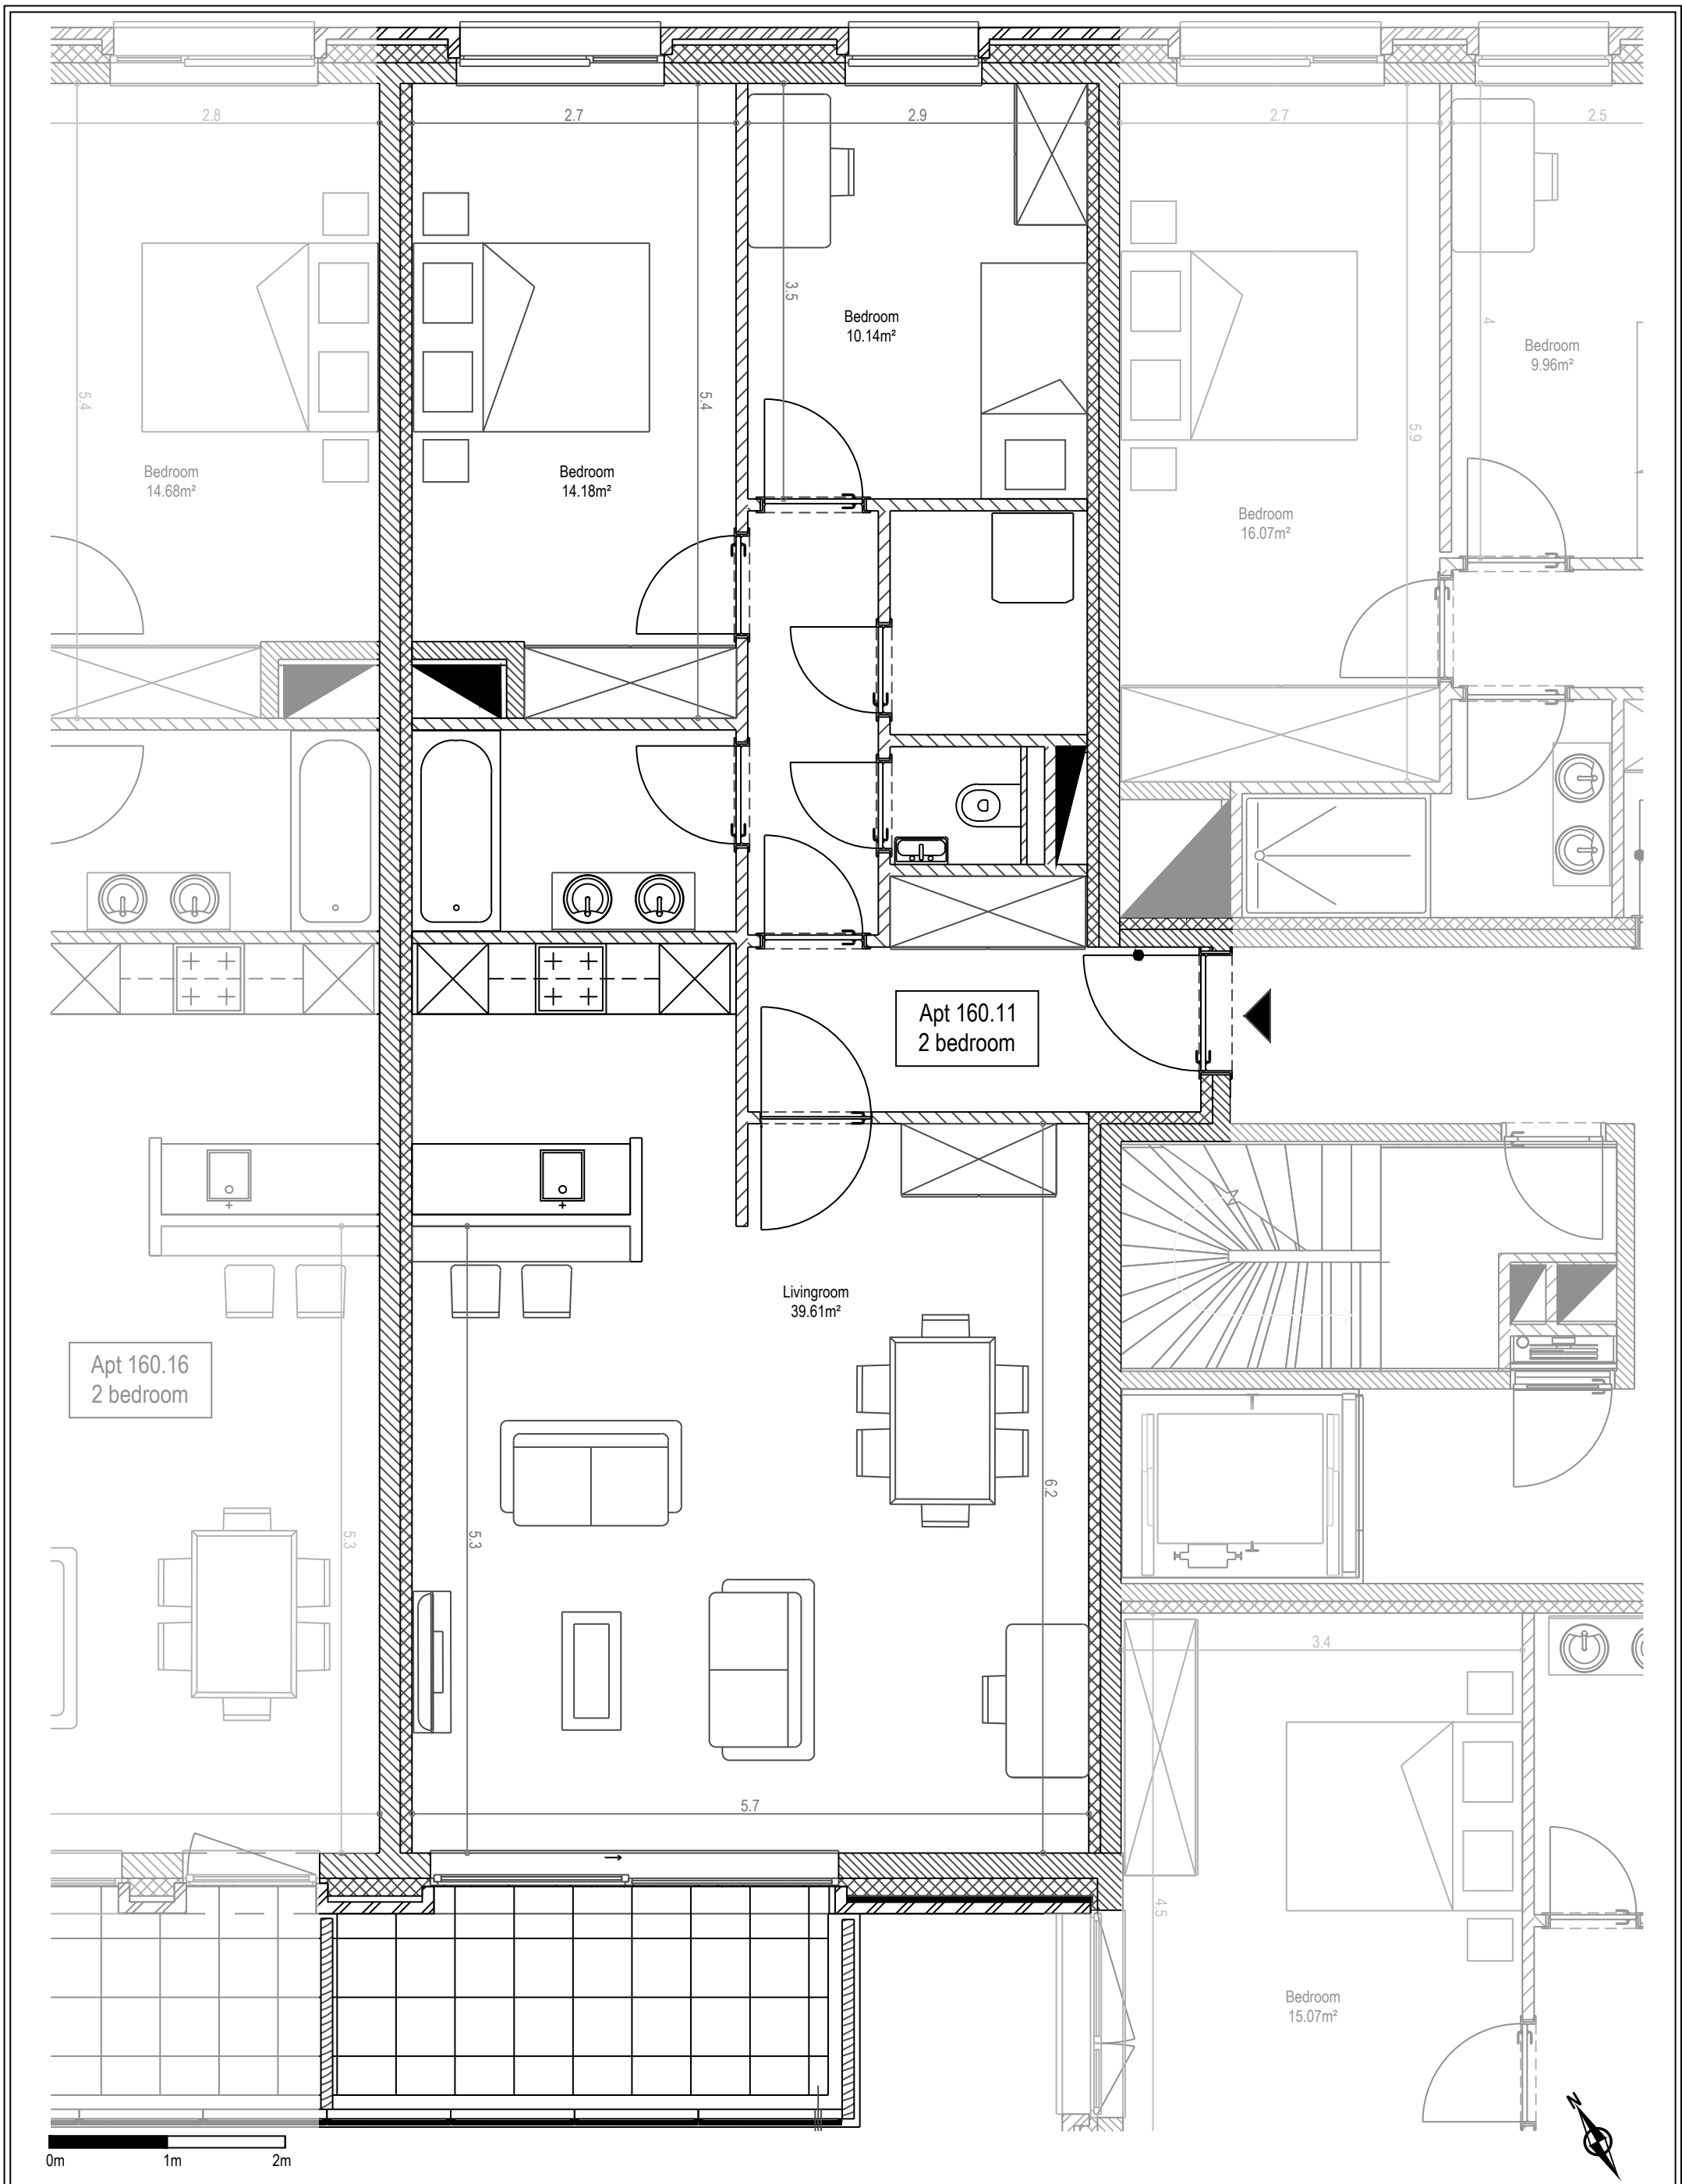 2.8
2.7
2.9
2.7
2.5
3.5
4
Bedroom
10.14m²
Bedroom
9.96m²
5.4
5.4
5.9
Bedroom
14.68m²
Bedroom
14.18m²
Bedroom
16.07m²
Apt 160.11
2 bedroom
Livingroom
39.61m²
Apt 160.16
2 bedroom
6.2
5.3
5.3
3.4
5.7
4.5
Bedroom
15.07m²
N
0m
1m
2m